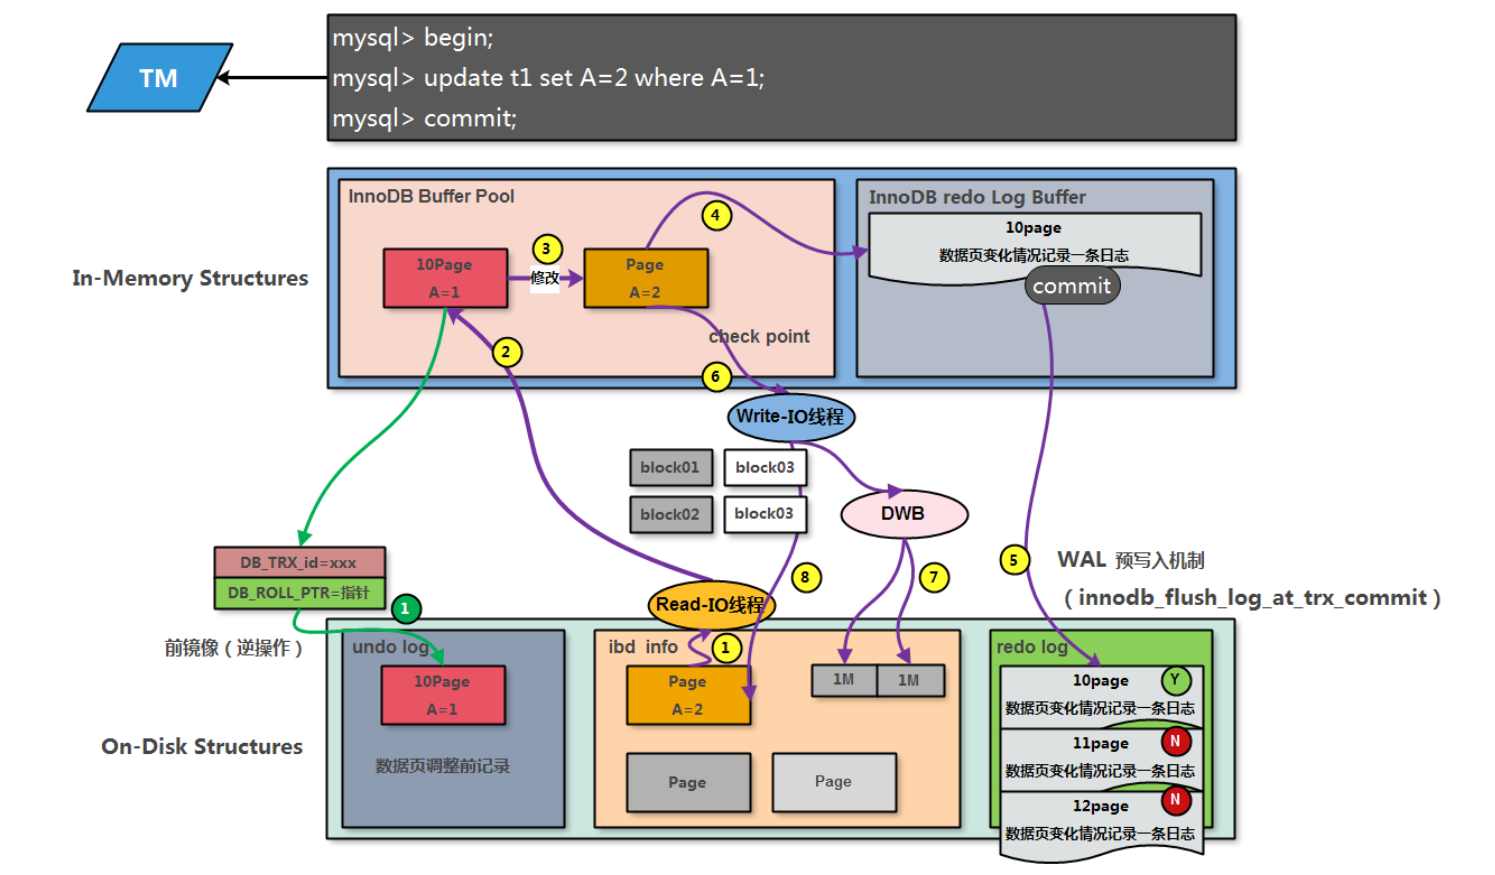 mysql> begin;
TM
mysql> update t1 set A=2 where A=1;
mysql> commit;
InnoDB Buffer Pool
InnoDB redo Log Buffer
10page
数据页变化情况记录一条日志
commit
4
3
10Page
A=1
修改
Page
A=2
In-Memory Structures
check point
2
6
Write-IO线程
block01
block03
block02
block03
DWB
DB_TRX_id=xxx
DB_ROLL_PTR=指针
1
前镜像（逆操作）
8
7
5
WAL 预写入机制
（innodb_flush_log_at_trx_commit）
Read-IO线程
undo log
10Page
A=1
数据页调整前记录
ibd info
1
Page
A=2
1M
1M
Page
Page
redo log
10page
Y
数据页变化情况记录一条日志
11page
N
数据页变化情况记录一条日志
12page
N
数据页变化情况记录一条日志
On-Disk Structures